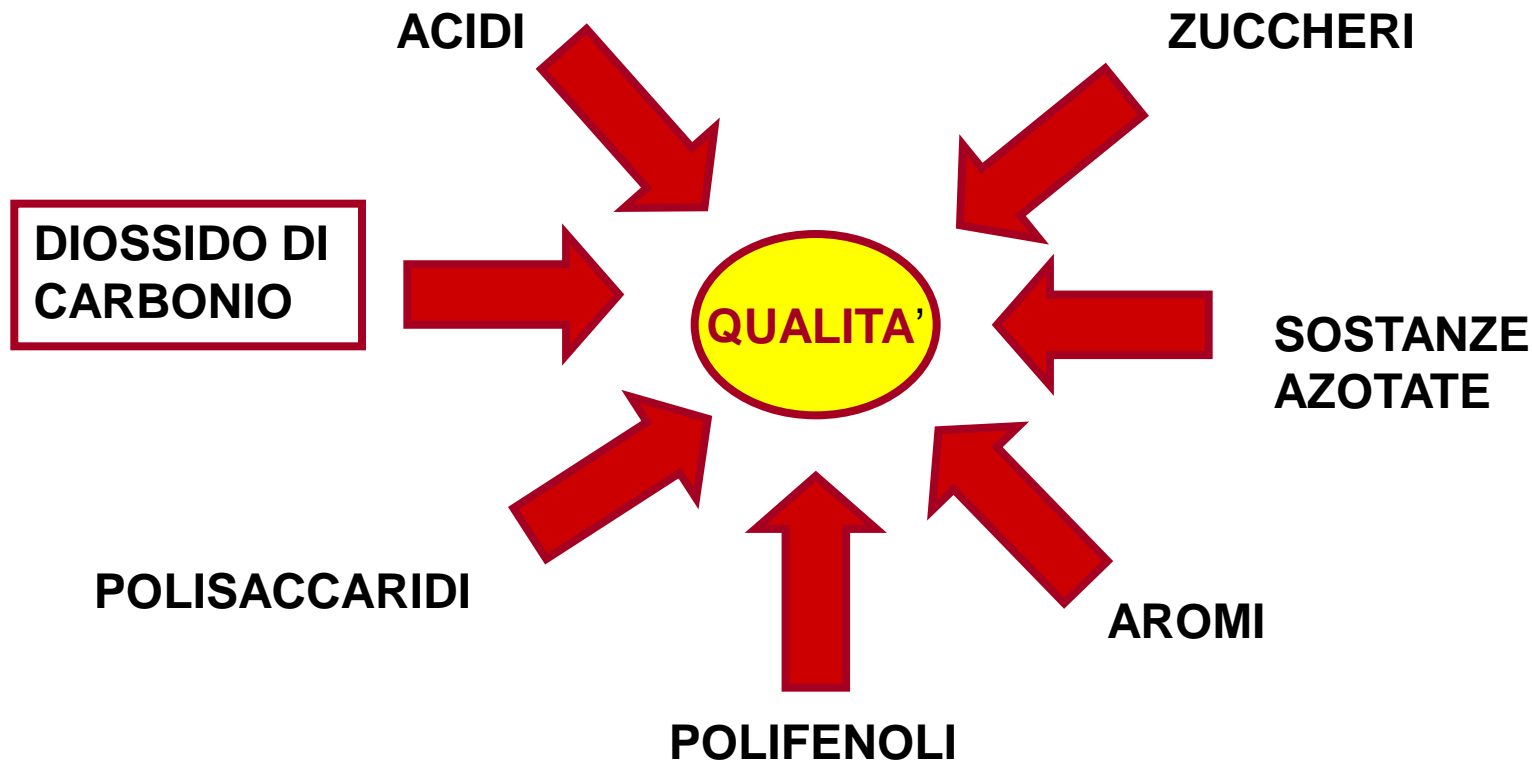 ACIDI
ZUCCHERI
DIOSSIDO DI
CARBONIO
QUALITA’
SOSTANZE
AZOTATE
POLISACCARIDI
AROMI
POLIFENOLI